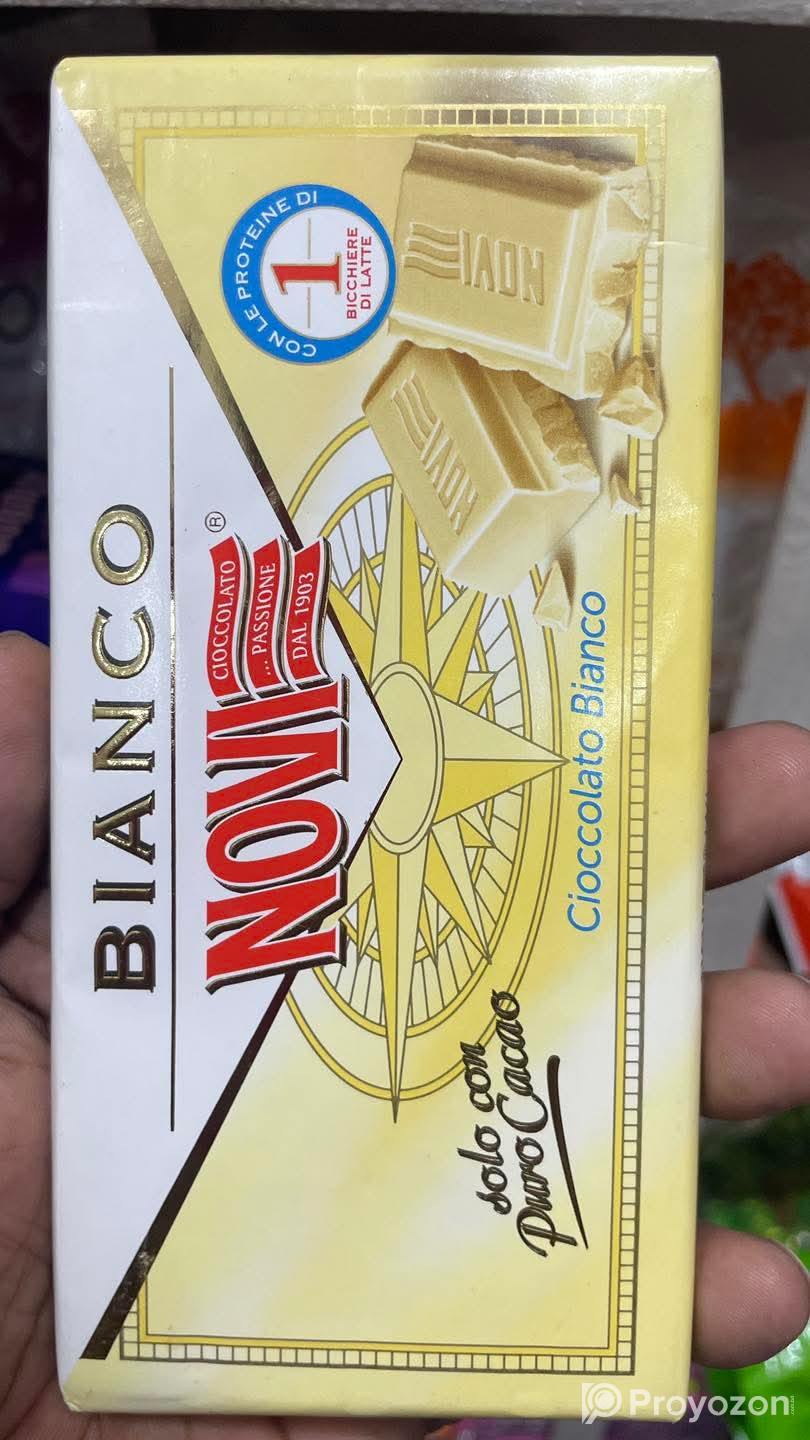 BIANCO
NOVI
CIOCCOLATO
... PASSIONE
DAL 1903
®
CON LE PROTEINE DI
1
BICCHIERE
DI LATTE
NOVI
NOVI
solo con
Puro Cacao
Cioccolato Bianco
Proyozon